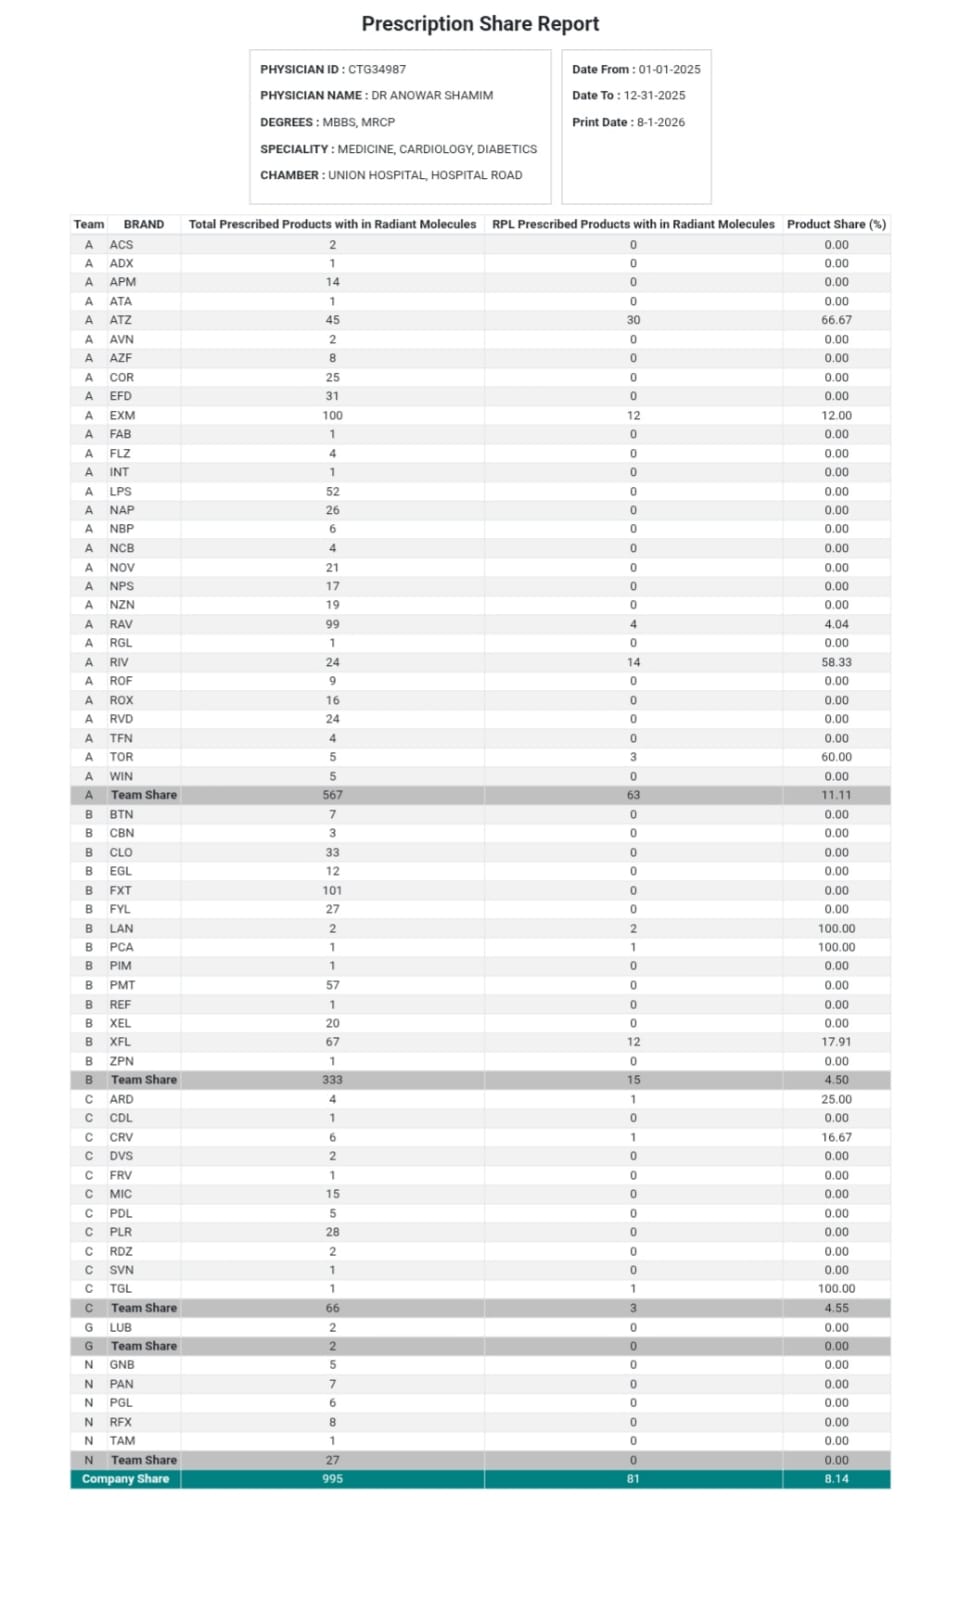 Prescription Share Report
PHYSICIAN ID : CTG34987
PHYSICIAN NAME : DR ANOWAR SHAMIM
DEGREES : MBBS, MRCP
SPECIALITY : MEDICINE, CARDIOLOGY, DIABETICS
CHAMBER : UNION HOSPITAL, HOSPITAL ROAD
Date From : 01-01-2025
Date To : 12-31-2025
Print Date : 8-1-2026
Team BRAND Total Prescribed Products with in Radiant Molecules RPL Prescribed Products with in Radiant Molecules Product Share (%)
A ACS 2 0 0.00
A ADX 1 0 0.00
A APM 14 0 0.00
A ATA 1 0 0.00
A ATZ 45 30 66.67
A AVN 2 0 0.00
A AZF 8 0 0.00
A COR 25 0 0.00
A EFD 31 0 0.00
A EXM 100 12 12.00
A FAB 1 0 0.00
A FLZ 4 0 0.00
A INT 1 0 0.00
A LPS 52 0 0.00
A NAP 26 0 0.00
A NBP 6 0 0.00
A NCB 4 0 0.00
A NOV 21 0 0.00
A NPS 17 0 0.00
A NZN 19 0 0.00
A RAV 99 4 4.04
A RGL 1 0 0.00
A RIV 24 14 58.33
A ROF 9 0 0.00
A ROX 16 0 0.00
A RVD 24 0 0.00
A TFN 4 0 0.00
A TOR 5 3 60.00
A WIN 5 0 0.00
A Team Share 567 63 11.11
B BTN 7 0 0.00
B CBN 3 0 0.00
B CLO 33 0 0.00
B EGL 12 0 0.00
B FXT 101 0 0.00
B FYL 27 0 0.00
B LAN 2 2 100.00
B PCA 1 1 100.00
B PIM 1 0 0.00
B PMT 57 0 0.00
B REF 1 0 0.00
B XEL 20 0 0.00
B XFL 67 12 17.91
B ZPN 1 0 0.00
B Team Share 333 15 4.50
C ARD 4 1 25.00
C CDL 1 0 0.00
C CRV 6 1 16.67
C DVS 2 0 0.00
C FRV 1 0 0.00
C MIC 15 0 0.00
C PDL 5 0 0.00
C PLR 28 0 0.00
C RDZ 2 0 0.00
C SVN 1 0 0.00
C TGL 1 1 100.00
C Team Share 66 3 4.55
G LUB 2 0 0.00
G Team Share 2 0 0.00
N GNB 5 0 0.00
N PAN 7 0 0.00
N PGL 6 0 0.00
N RFX 8 0 0.00
N TAM 1 0 0.00
N Team Share 27 0 0.00
Company Share 995 81 8.14